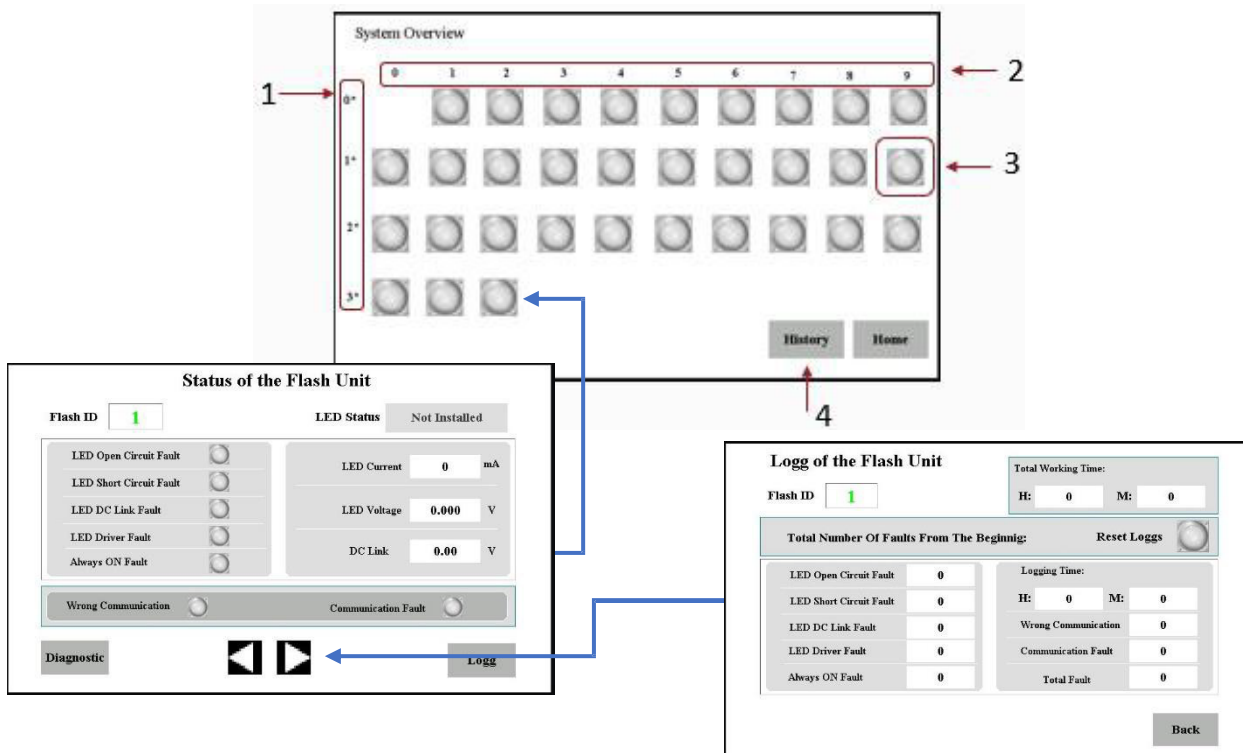 System Overview
0 1 2 3 4 5 6 7 8 9
2
1
0*
1*
3
2*
3*
History Home
4
Status of the Flash Unit
Flash ID 1 LED Status Not Installed
LED Open Circuit Fault
LED Short Circuit Fault
LED DC Link Fault
LED Driver Fault
Always ON Fault
LED Current 0 mA
LED Voltage 0.000 V
DC Link 0.00 V
Wrong Communication Communication Fault
Diagnostic Logg
Logg of the Flash Unit
Flash ID 1
Total Working Time:
H: 0 M: 0
Total Number Of Faults From The Beginnig: Reset Loggs
LED Open Circuit Fault 0
LED Short Circuit Fault 0
LED DC Link Fault 0
LED Driver Fault 0
Always ON Fault 0
Logging Time:
H: 0 M: 0
Wrong Communication 0
Communication Fault 0
Total Fault 0
Back